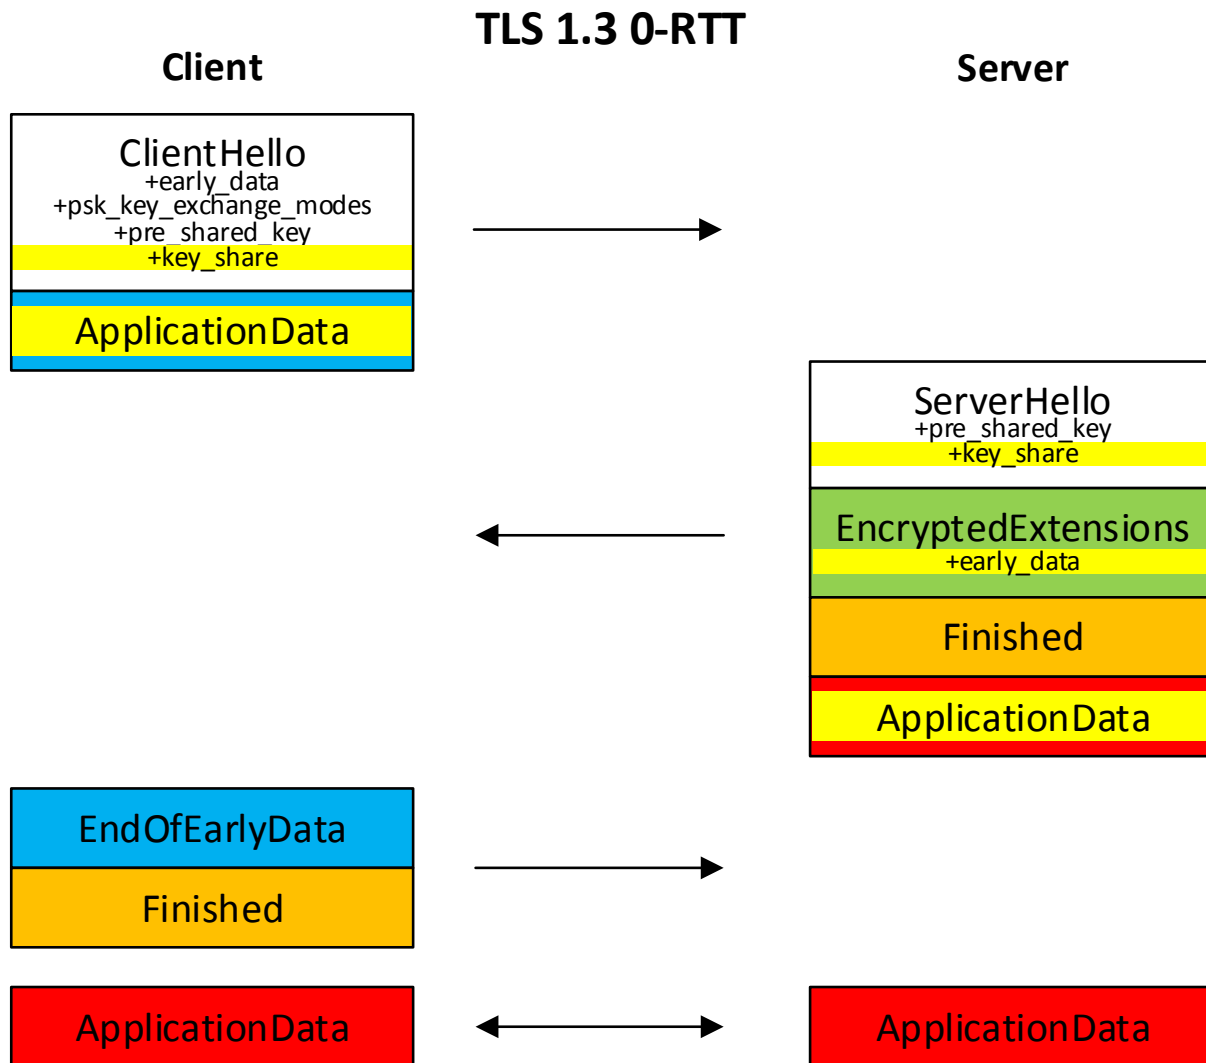 TLS 1.3 0-RTT
Client
Server
ClientHello
+early_data
+psk_key_exchange_modes
+pre_shared_key
+key_share
ApplicationData
ServerHello
+pre_shared_key
+key_share
EncryptedExtensions
+early_data
Finished
ApplicationData
EndOfEarlyData
Finished
ApplicationData
ApplicationData